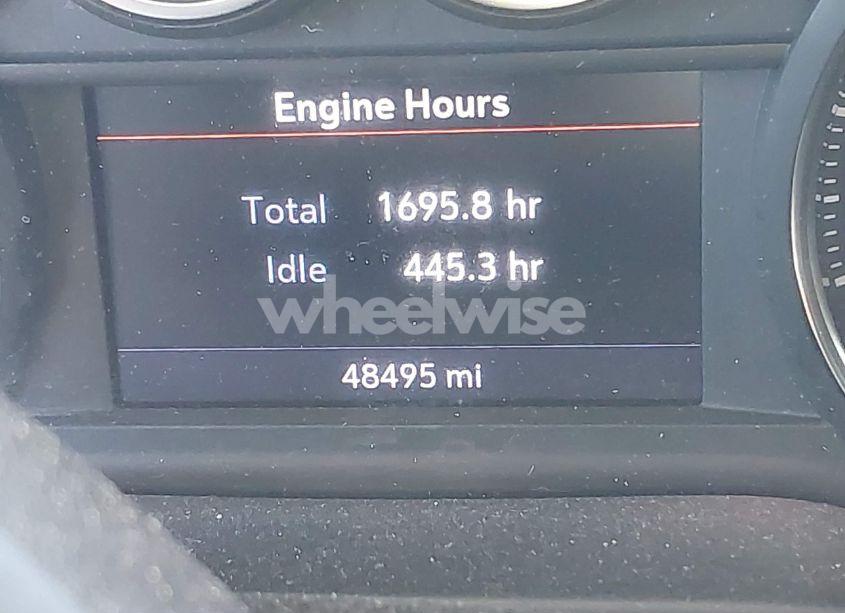 Engine Hours
Total 1695.8 hr
Idle 445.3 hr
wheelwise
48495 mi